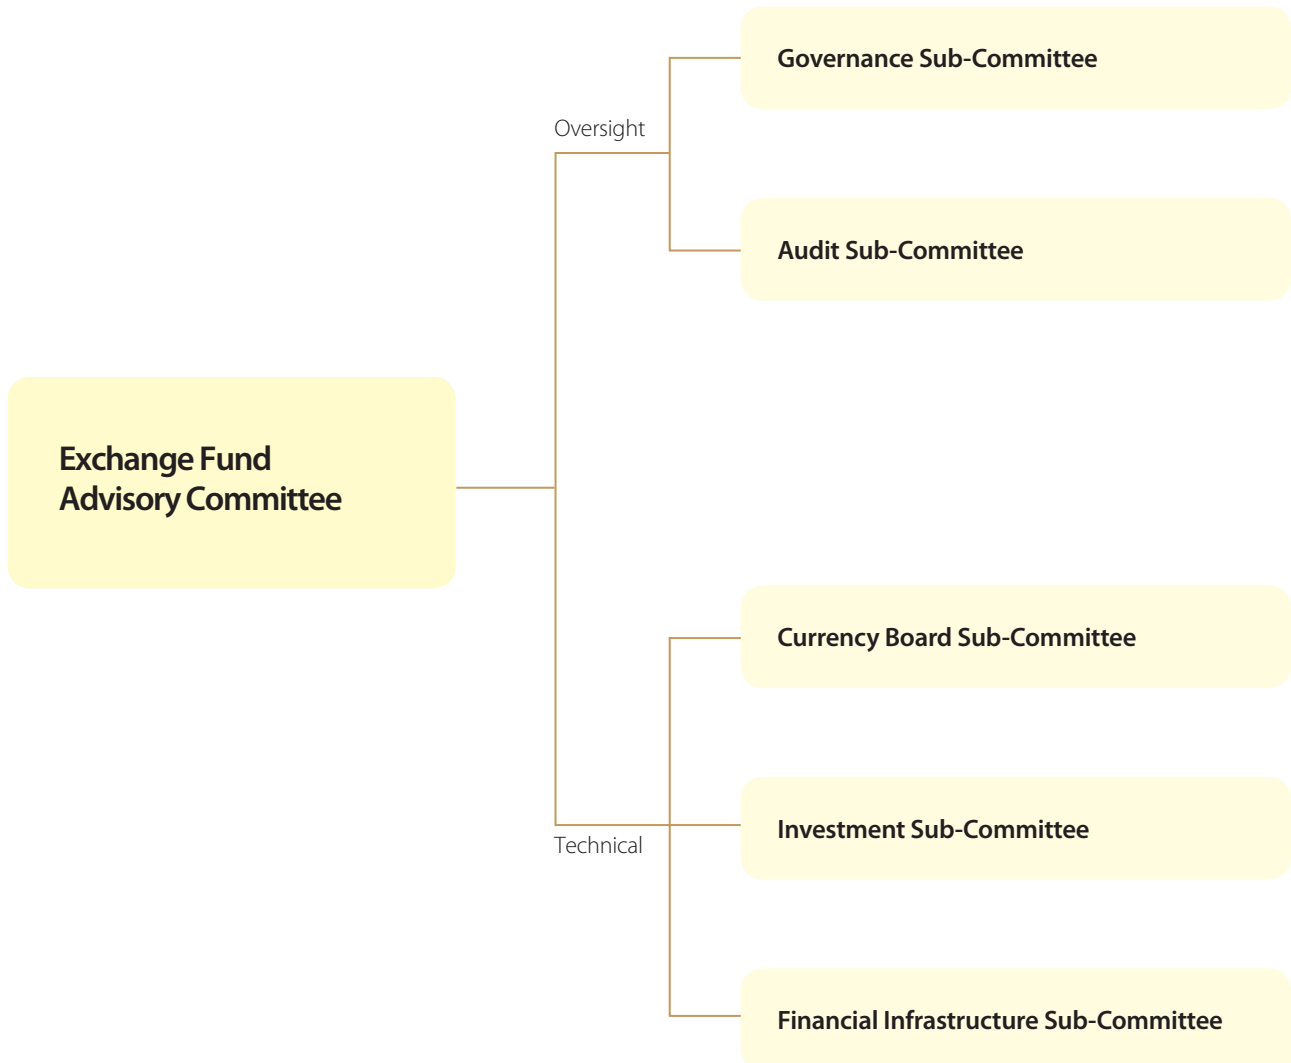 Governance Sub-Committee
Oversight
Audit Sub-Committee
Exchange Fund
Advisory Committee
Currency Board Sub-Committee
Investment Sub-Committee
Technical
Financial Infrastructure Sub-Committee